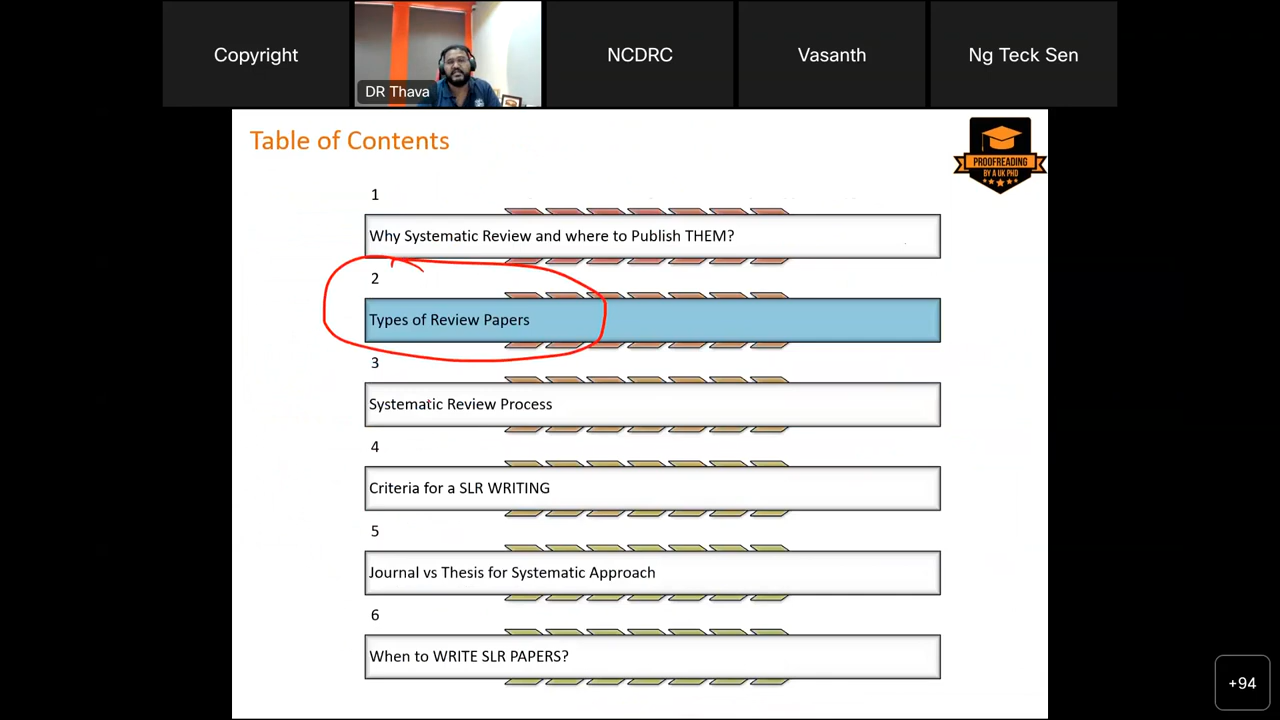 Copyright
DR Thava
NCDRC
Vasanth
Ng Teck Sen
Table of Contents
PROOFREADING
BY A UK PHD
1
Why Systematic Review and where to Publish THEM?
2
Types of Review Papers
3
Systematic Review Process
4
Criteria for a SLR WRITING
5
Journal vs Thesis for Systematic Approach
6
When to WRITE SLR PAPERS?
+94